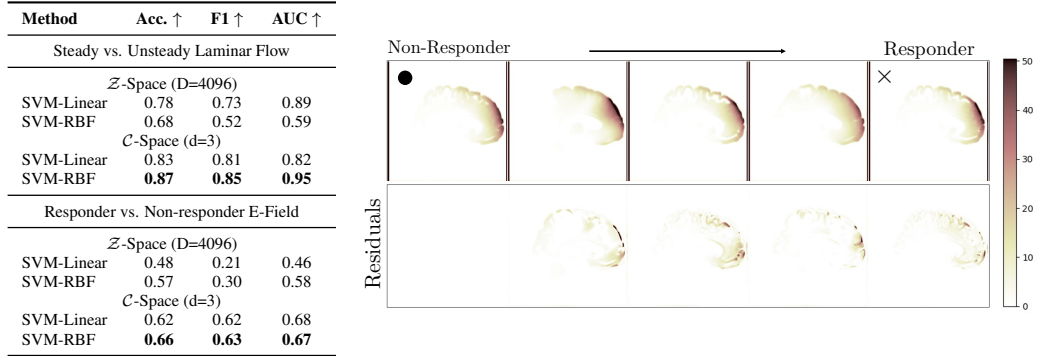 Method Acc. ↑ F1 ↑ AUC ↑
Steady vs. Unsteady Laminar Flow
𝒵-Space (D=4096)
SVM-Linear 0.78 0.73 0.89
SVM-RBF 0.68 0.52 0.59
𝒞-Space (d=3)
SVM-Linear 0.83 0.81 0.82
SVM-RBF 0.87 0.85 0.95
Responder vs. Non-responder E-Field
𝒵-Space (D=4096)
SVM-Linear 0.48 0.21 0.46
SVM-RBF 0.57 0.30 0.58
𝒞-Space (d=3)
SVM-Linear 0.62 0.62 0.68
SVM-RBF 0.66 0.63 0.67
Non-Responder Responder
Residuals
50
40
30
20
10
0